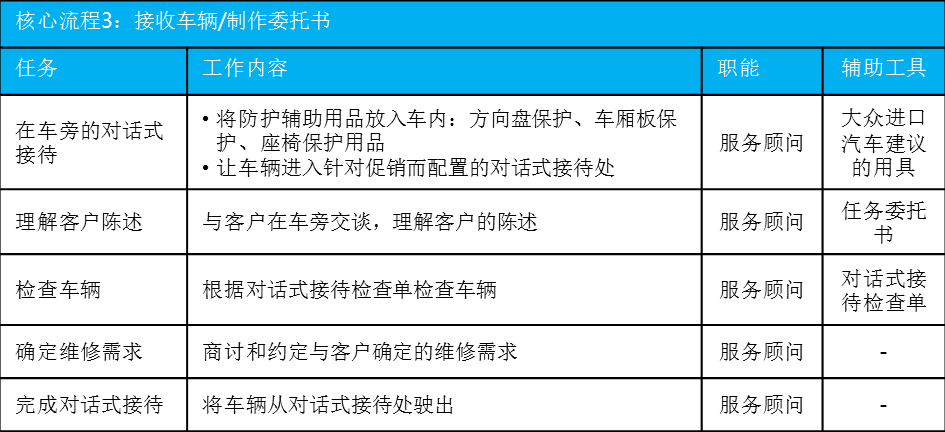 核心流程3：接收车辆/制作委托书
任务
工作内容
职能
辅助工具
在车旁的对话式
接待
• 将防护辅助用品放入车内：方向盘保护、车厢板保
护、座椅保护用品
• 让车辆进入针对促销而配置的对话式接待处
服务顾问
大众进口
汽车建议
的用具
理解客户陈述
与客户在车旁交谈，理解客户的陈述
服务顾问
任务委托
书
检查车辆
根据对话式接待检查单检查车辆
服务顾问
对话式接
待检查单
确定维修需求
商讨和约定与客户确定的维修需求
服务顾问
-
完成对话式接待
将车辆从对话式接待处驶出
服务顾问
-